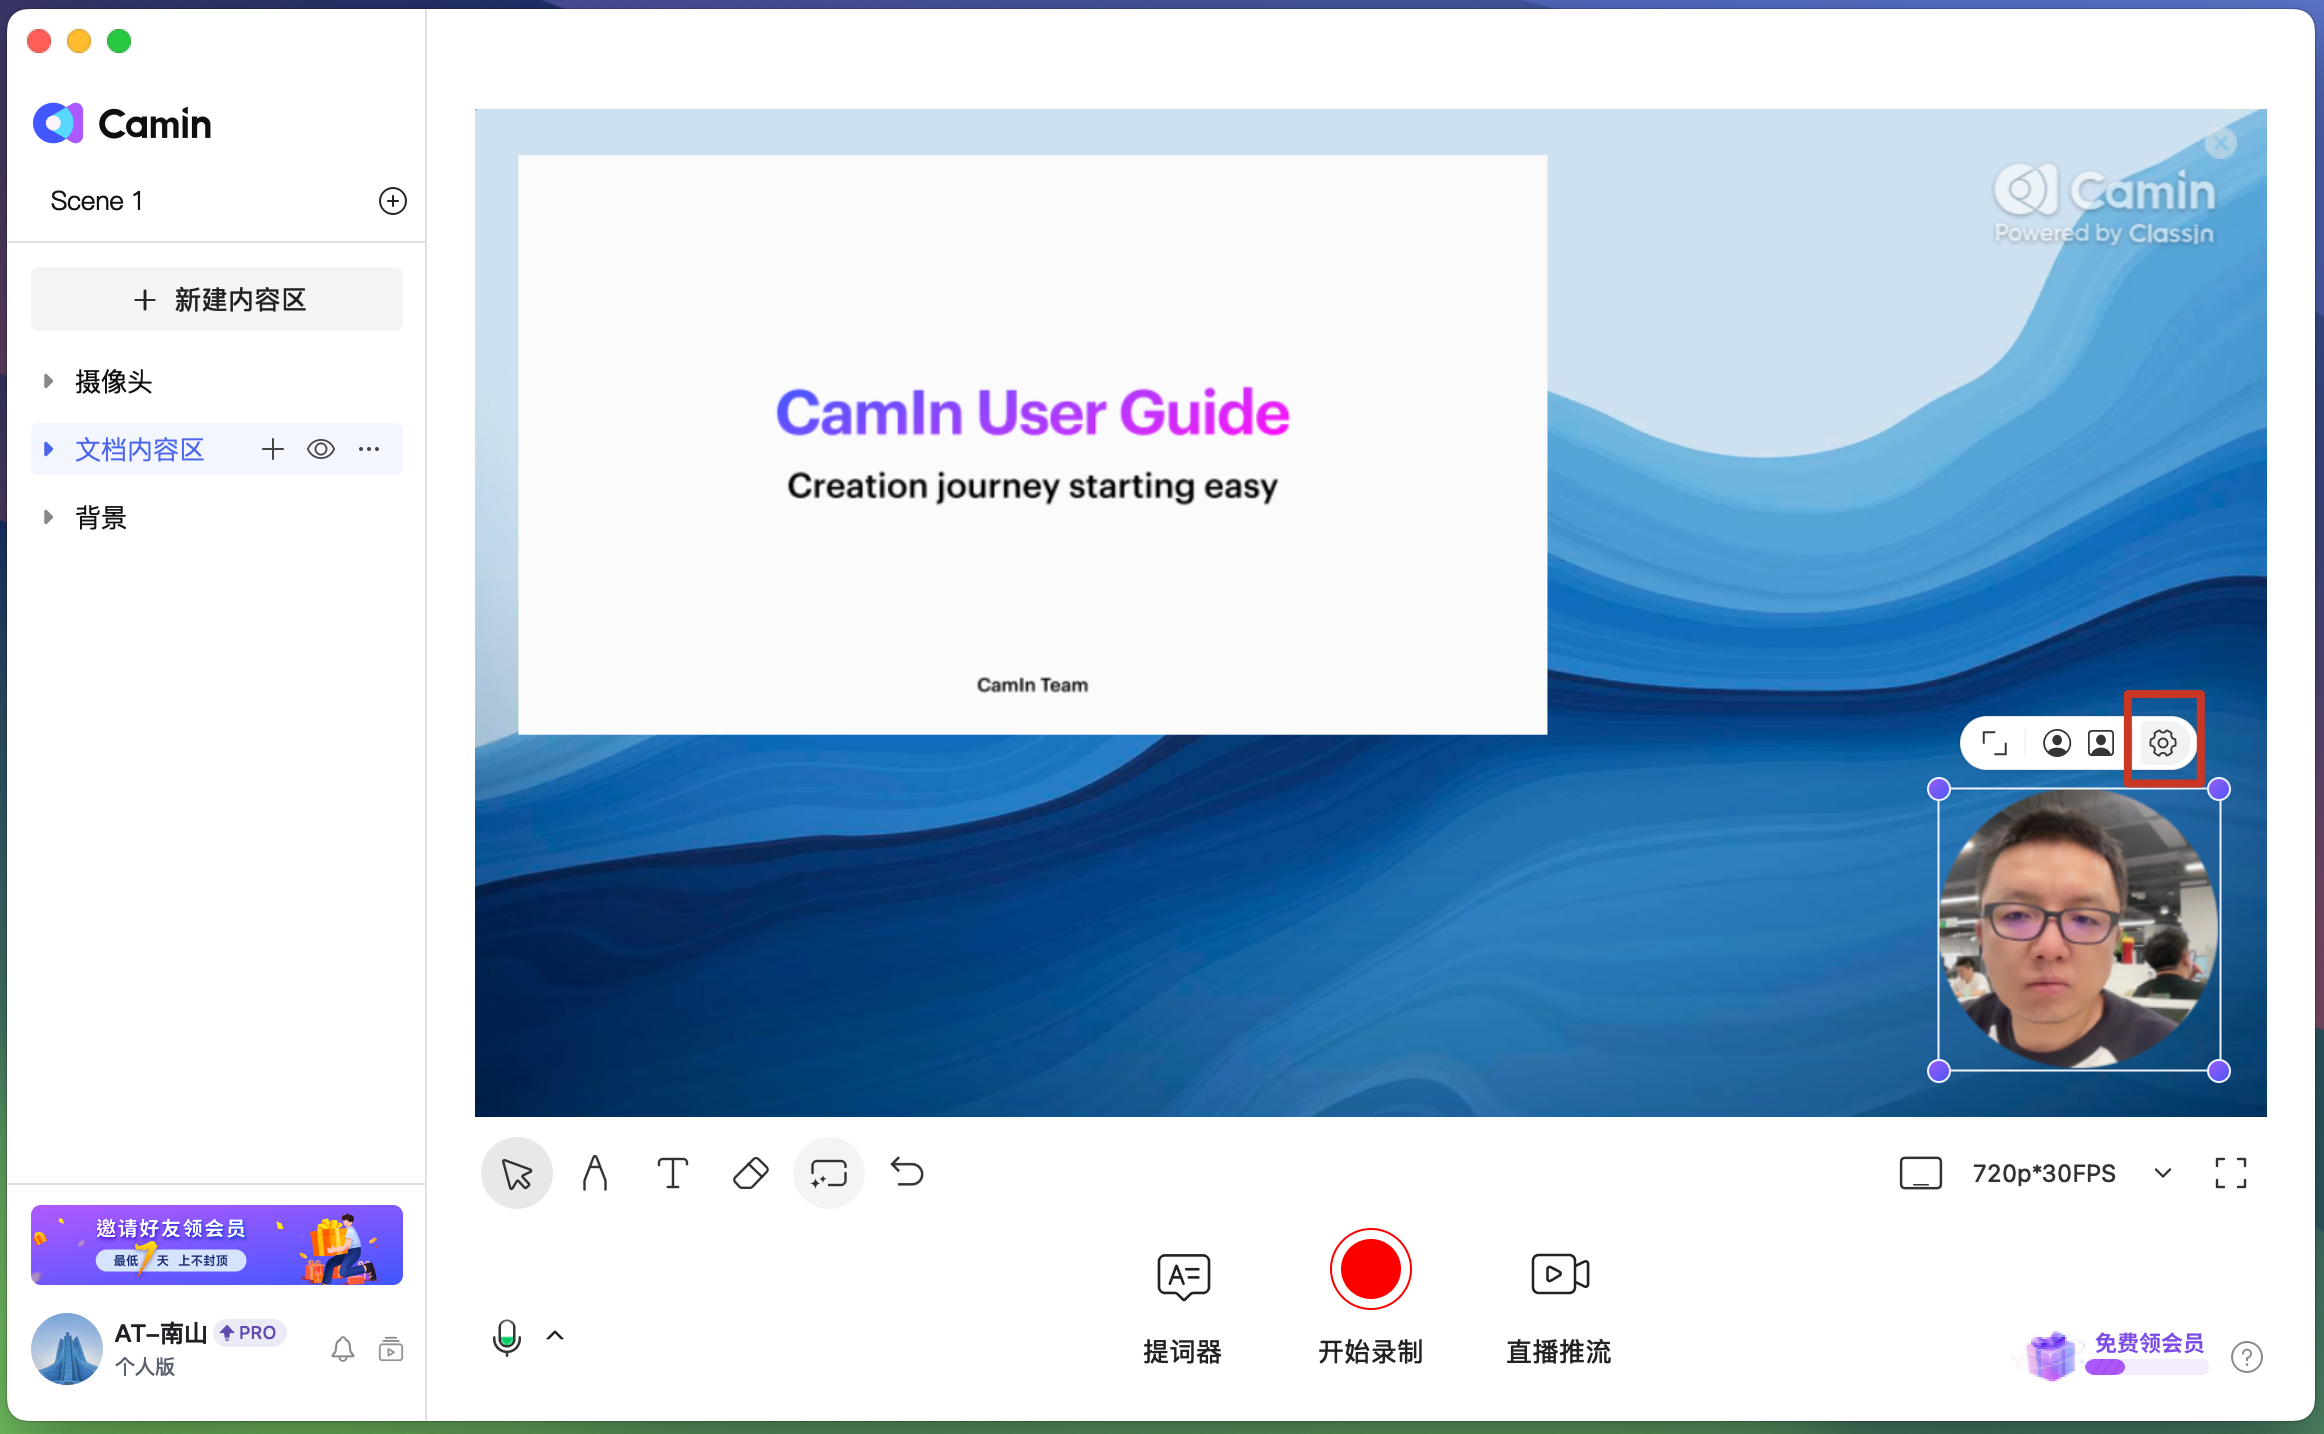 Camin
Scene 1
新建内容区
摄像头
文档内容区
背景
邀请好友领会员
最低7天 上不封顶
AT-南山 PRO
个人版
Camin
Powered by ClassIn
CamIn User Guide
Creation journey starting easy
CamIn Team
T
720p*30FPS
A=
提词器
开始录制
直播推流
免费领会员
?